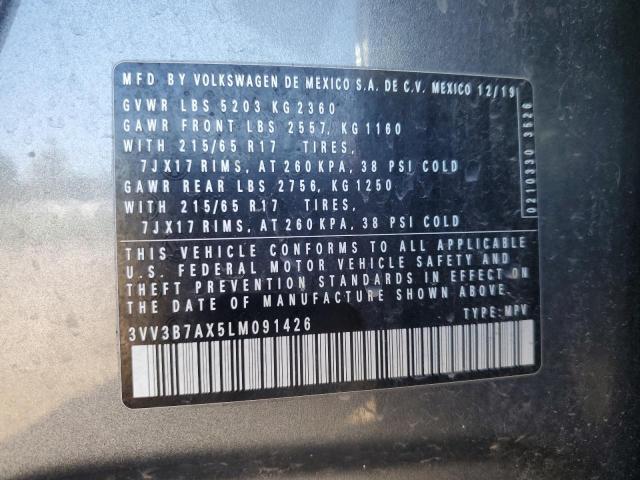 MFD BY VOLKSWAGEN DE MEXICO S.A. DE C.V. MEXICO 12/19
GVWR LBS 5203 KG 2360
GAWR FRONT LBS 2557, KG 1160
WITH 215/65 R17 TIRES,
7JX17 RIMS, AT 260 KPA, 38 PSI COLD
GAWR REAR LBS 2756, KG 1250
WITH 215/65 R17 TIRES,
7JX17 RIMS, AT 260 KPA, 38 PSI COLD
0210330 3526
THIS VEHICLE CONFORMS TO ALL APPLICABLE
U.S. FEDERAL MOTOR VEHICLE SAFETY AND
THEFT PREVENTION STANDARDS IN EFFECT ON
THE DATE OF MANUFACTURE SHOWN ABOVE.
3VV3B7AX5LM091426 TYPE: MPV